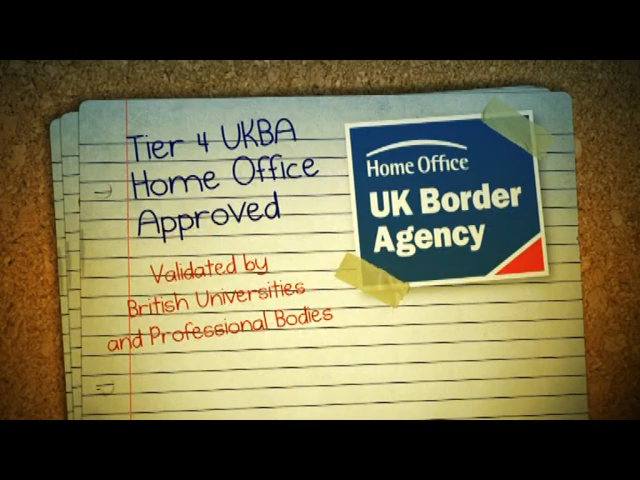 Tier 4 UKBA
Home Office
Approved
Validated by
British Universities
and Professional Bodies
Home Office
UK Border
Agency